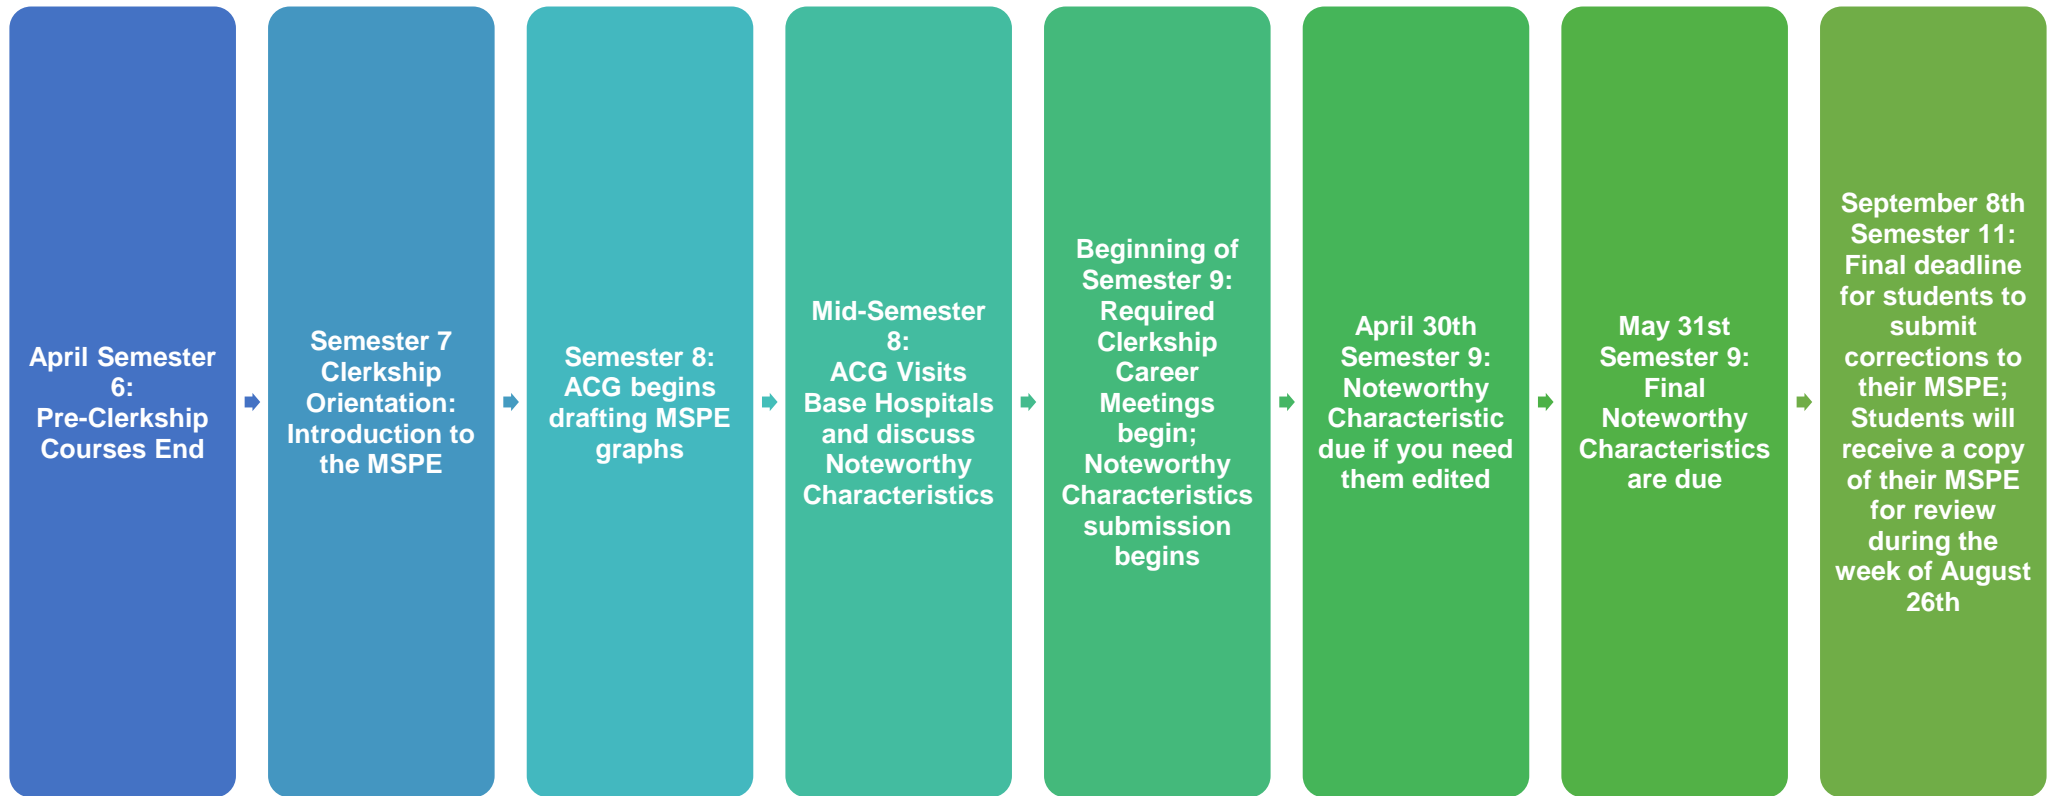 April Semester
6:
Pre-Clerkship
Courses End
Semester 7
Clerkship
Orientation:
Introduction to
the MSPE
Semester 8:
ACG begins
drafting MSPE
graphs
Mid-Semester
8:
ACG Visits
Base Hospitals
and discuss
Noteworthy
Characteristics
Beginning of
Semester 9:
Required
Clerkship
Career
Meetings
begin;
Noteworthy
Characteristics
submission
begins
April 30th
Semester 9:
Noteworthy
Characteristic
due if you need
them edited
May 31st
Semester 9:
Final
Noteworthy
Characteristics
are due
September 8th
Semester 11:
Final deadline
for students to
submit
corrections to
their MSPE;
Students will
receive a copy
of their MSPE
for review
during the
week of August
26th